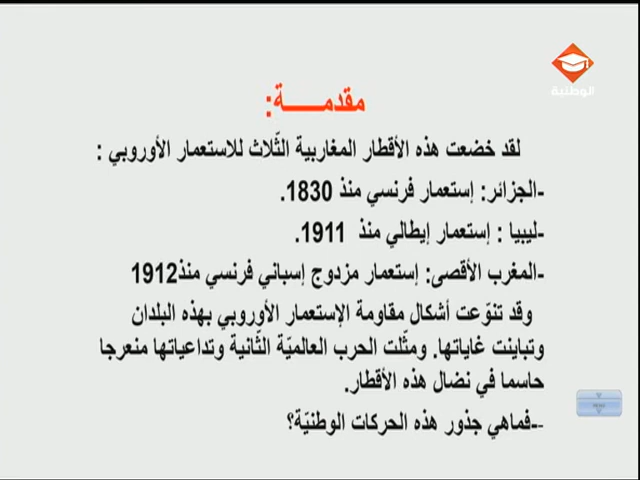 الوطنية
مقدمـــــة:
لقد خضعت هذه الأقطار المغاربية الثّلاث للاستعمار الأوروبي :
-الجزائر: إستعمار فرنسي منذ 1830.
-ليبيا : إستعمار إيطالي منذ 1911.
-المغرب الأقصى: إستعمار مزدوج إسباني فرنسي منذ1912
وقد تنوّعت أشكال مقاومة الإستعمار الأوروبي بهذه البلدان
وتباينت غاياتها. ومثّلت الحرب العالميّة الثّانية وتداعياتها منعرجا
حاسما في نضال هذه الأقطار.
--فماهي جذور هذه الحركات الوطنيّة؟